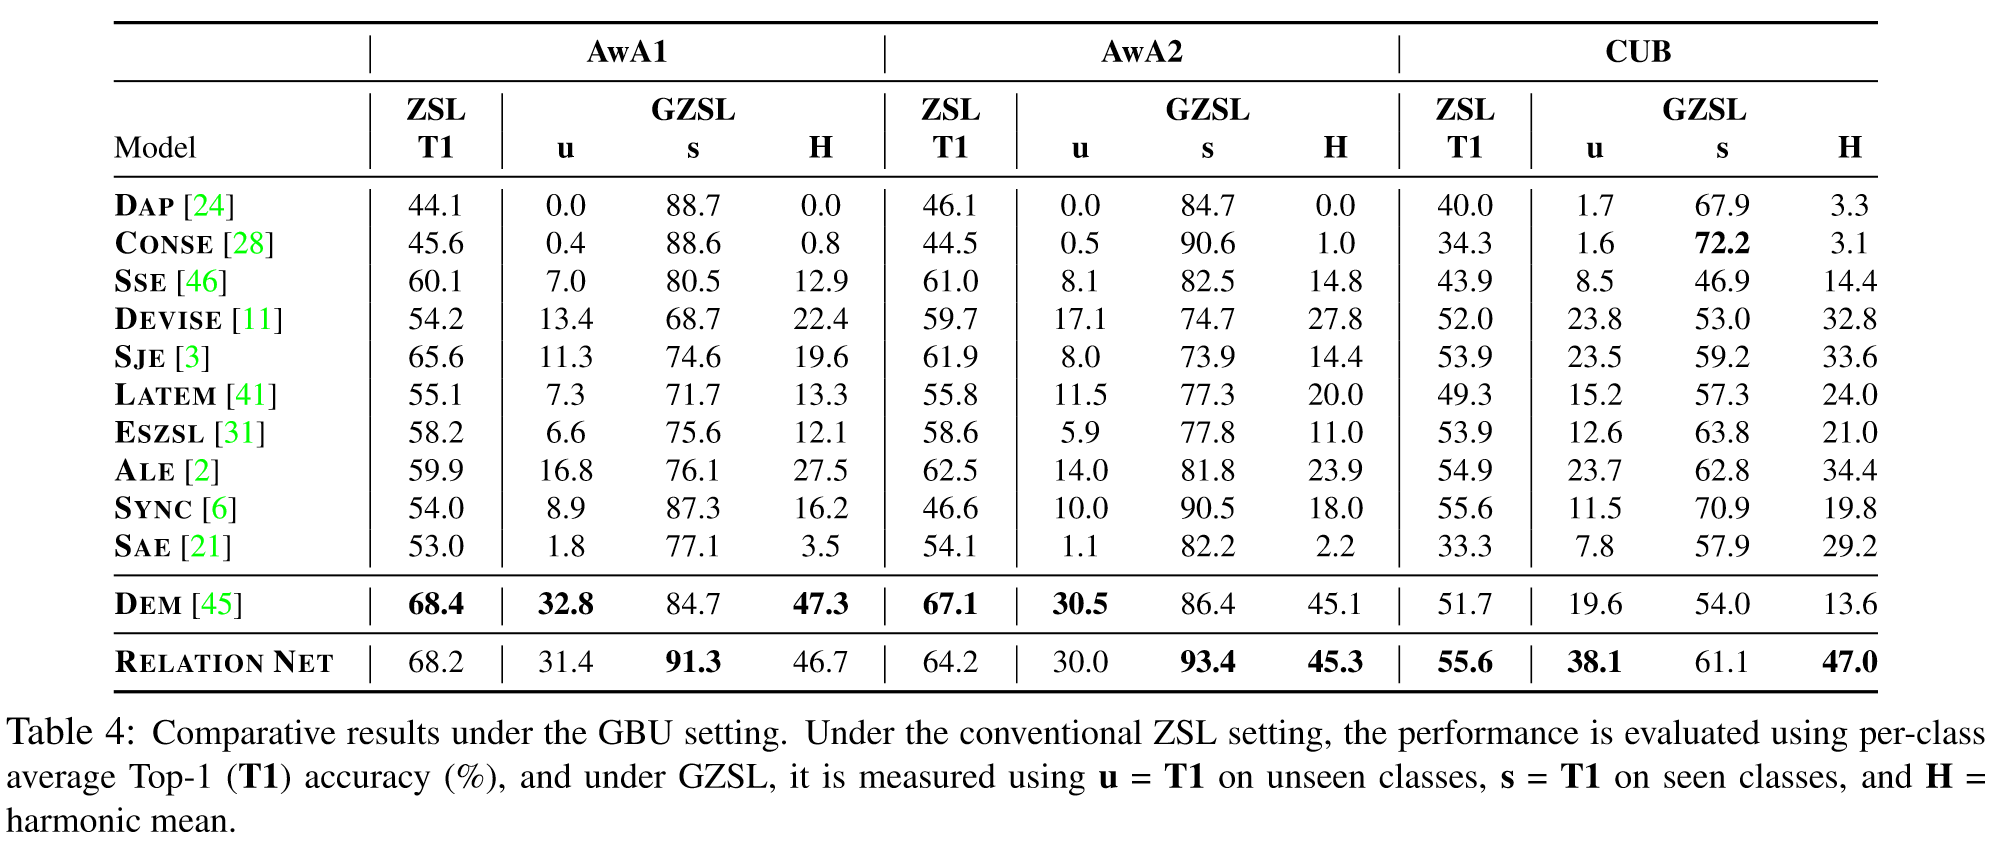 AwA1 AwA2 CUB
ZSL GZSL ZSL GZSL ZSL GZSL
Model T1 u s H T1 u s H T1 u s H
DAP [24] 44.1 0.0 88.7 0.0 46.1 0.0 84.7 0.0 40.0 1.7 67.9 3.3
CONSE [28] 45.6 0.4 88.6 0.8 44.5 0.5 90.6 1.0 34.3 1.6 72.2 3.1
SSE [46] 60.1 7.0 80.5 12.9 61.0 8.1 82.5 14.8 43.9 8.5 46.9 14.4
DEVISE [11] 54.2 13.4 68.7 22.4 59.7 17.1 74.7 27.8 52.0 23.8 53.0 32.8
SJE [3] 65.6 11.3 74.6 19.6 61.9 8.0 73.9 14.4 53.9 23.5 59.2 33.6
LATEM [41] 55.1 7.3 71.7 13.3 55.8 11.5 77.3 20.0 49.3 15.2 57.3 24.0
ESZSL [31] 58.2 6.6 75.6 12.1 58.6 5.9 77.8 11.0 53.9 12.6 63.8 21.0
ALE [2] 59.9 16.8 76.1 27.5 62.5 14.0 81.8 23.9 54.9 23.7 62.8 34.4
SYNC [6] 54.0 8.9 87.3 16.2 46.6 10.0 90.5 18.0 55.6 11.5 70.9 19.8
SAE [21] 53.0 1.8 77.1 3.5 54.1 1.1 82.2 2.2 33.3 7.8 57.9 29.2
DEM [45] 68.4 32.8 84.7 47.3 67.1 30.5 86.4 45.1 51.7 19.6 54.0 13.6
RELATION NET 68.2 31.4 91.3 46.7 64.2 30.0 93.4 45.3 55.6 38.1 61.1 47.0
Table 4: Comparative results under the GBU setting. Under the conventional ZSL setting, the performance is evaluated using per-class
average Top-1 (T1) accuracy (%), and under GZSL, it is measured using u = T1 on unseen classes, s = T1 on seen classes, and H =
harmonic mean.